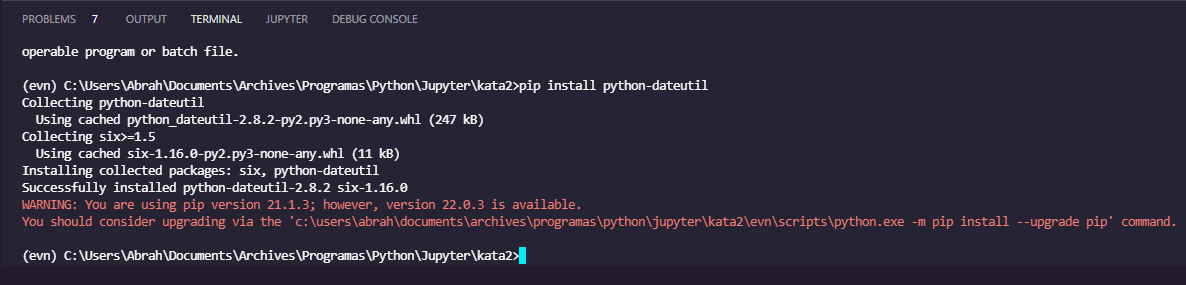 PROBLEMS 7 OUTPUT TERMINAL JUPYTER DEBUG CONSOLE
operable program or batch file.
(evn) C:\Users\Abrah\Documents\Archives\Programas\Python\Jupyter\kata2>pip install python-dateutil
Collecting python-dateutil
  Using cached python_dateutil-2.8.2-py2.py3-none-any.whl (247 kB)
Collecting six>=1.5
  Using cached six-1.16.0-py2.py3-none-any.whl (11 kB)
Installing collected packages: six, python-dateutil
Successfully installed python-dateutil-2.8.2 six-1.16.0
WARNING: You are using pip version 21.1.3; however, version 22.0.3 is available.
You should consider upgrading via the 'c:\users\abrah\documents\archives\programas\python\jupyter\kata2\evn\scripts\python.exe -m pip install --upgrade pip' command.
(evn) C:\Users\Abrah\Documents\Archives\Programas\Python\Jupyter\kata2>